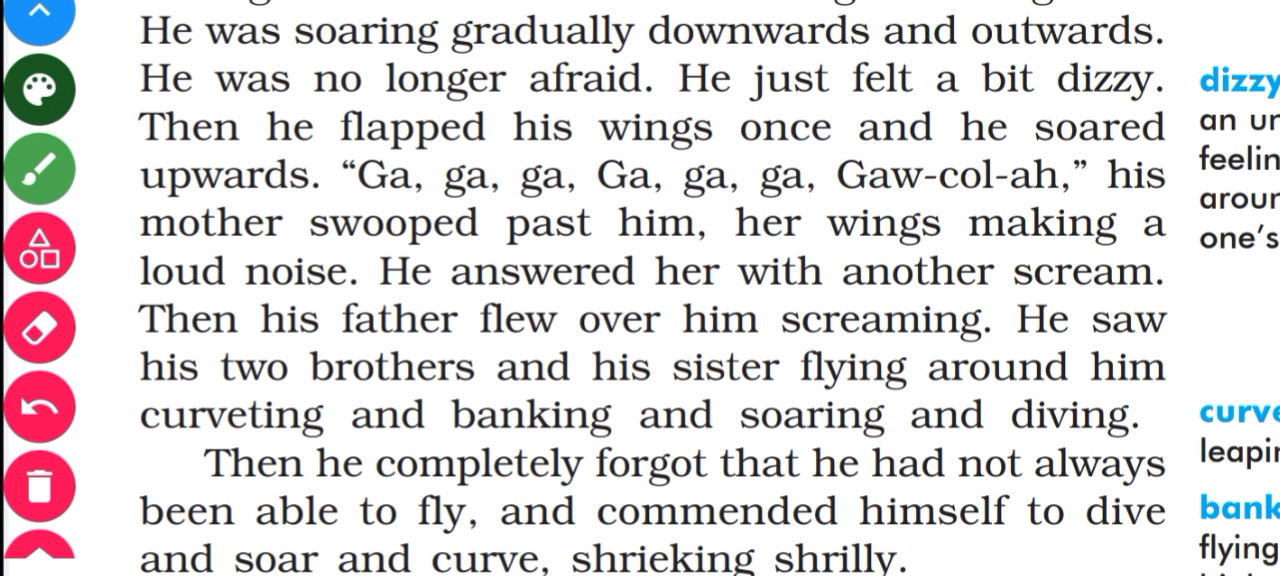 He was soaring gradually downwards and outwards.
He was no longer afraid. He just felt a bit dizzy.
Then he flapped his wings once and he soared
upwards. “Ga, ga, ga, Ga, ga, ga, Gaw-col-ah,” his
mother swooped past him, her wings making a
loud noise. He answered her with another scream.
Then his father flew over him screaming. He saw
his two brothers and his sister flying around him
curveting and banking and soaring and diving.
Then he completely forgot that he had not always
been able to fly, and commended himself to dive
and soar and curve, shrieking shrilly.
dizzy
an un
feelin
aroun
one’s
curve
leapin
bank
flying